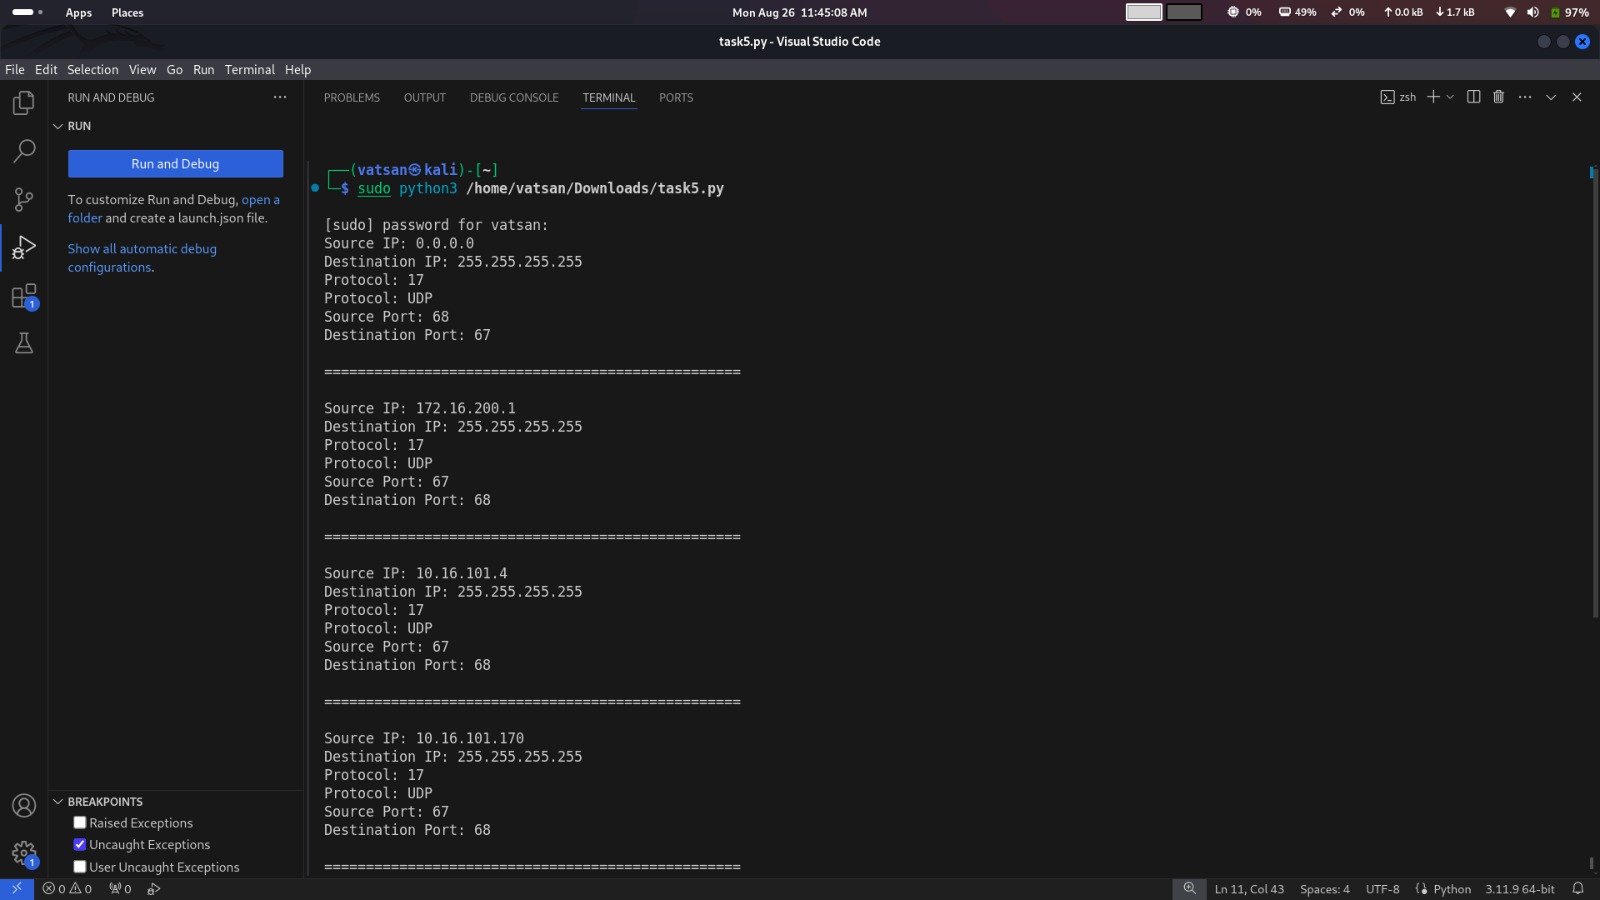 Apps Places Mon Aug 26 11:45:08 AM 0% 49% 0% ↑0.0 kB ↓1.7 kB 97%
task5.py - Visual Studio Code
File Edit Selection View Go Run Terminal Help
RUN AND DEBUG ···
RUN
Run and Debug
To customize Run and Debug, open a
folder and create a launch.json file.
Show all automatic debug
configurations.
BREAKPOINTS
Raised Exceptions
Uncaught Exceptions
User Uncaught Exceptions
1
1
PROBLEMS OUTPUT DEBUG CONSOLE TERMINAL PORTS zsh
┌──(vatsan㉿kali)-[~]
└─$ sudo python3 /home/vatsan/Downloads/task5.py
[sudo] password for vatsan:
Source IP: 0.0.0.0
Destination IP: 255.255.255.255
Protocol: 17
Protocol: UDP
Source Port: 68
Destination Port: 67
==================================================
Source IP: 172.16.200.1
Destination IP: 255.255.255.255
Protocol: 17
Protocol: UDP
Source Port: 67
Destination Port: 68
==================================================
Source IP: 10.16.101.4
Destination IP: 255.255.255.255
Protocol: 17
Protocol: UDP
Source Port: 67
Destination Port: 68
==================================================
Source IP: 10.16.101.170
Destination IP: 255.255.255.255
Protocol: 17
Protocol: UDP
Source Port: 67
Destination Port: 68
==================================================
0 0 0 Ln 11, Col 43 Spaces: 4 UTF-8 Python 3.11.9 64-bit